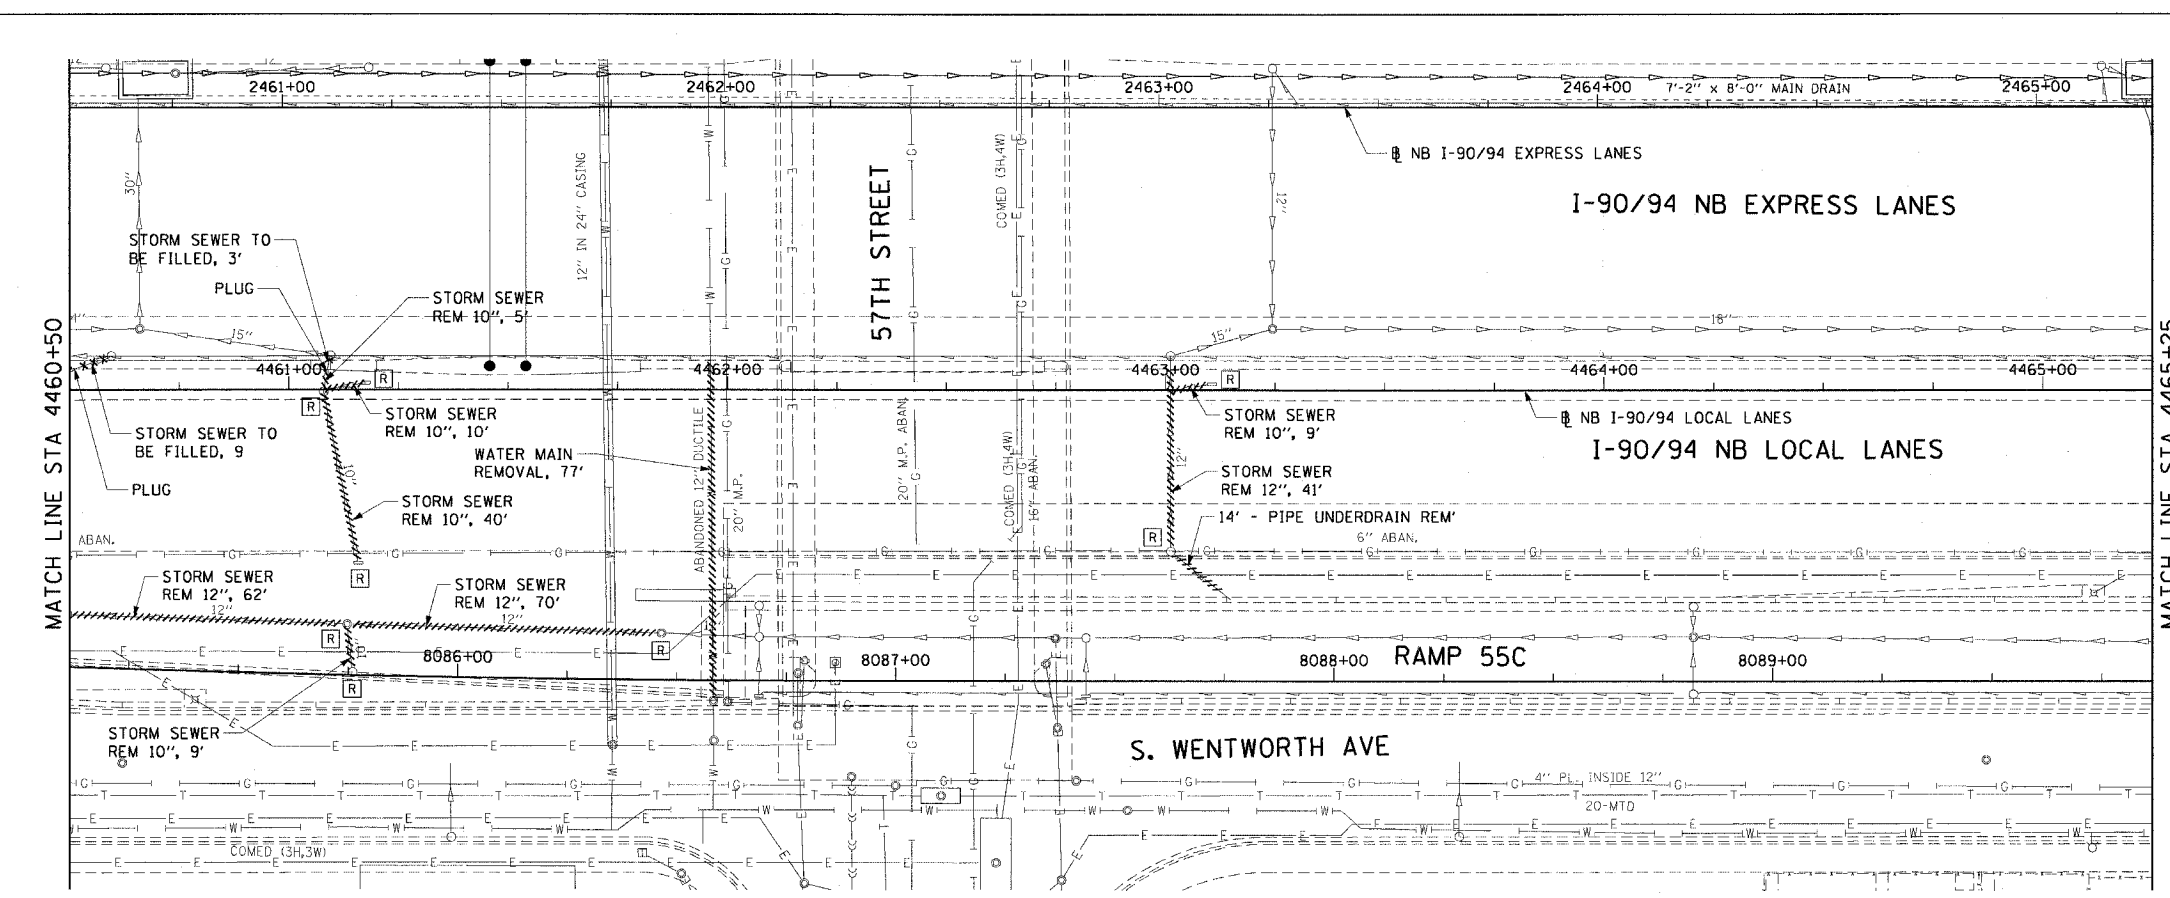 2461+00
2462+00
2463+00
2464+00
7'-2" x 8'-0" MAIN DRAIN
2465+00
℄ NB I-90/94 EXPRESS LANES
I-90/94 NB EXPRESS LANES
30"
12" IN 24" CASING
57TH STREET
COMED (3H,4W)
12"
STORM SEWER TO
BE FILLED, 3'
PLUG
STORM SEWER
REM 10", 5'
15"
15"
18"
MATCH LINE STA 4460+50
MATCH LINE STA 4465+25
4461+00
4462+00
4463+00
4464+00
4465+00
R
R
R
STORM SEWER
REM 10", 10'
STORM SEWER TO
BE FILLED, 9
PLUG
WATER MAIN
REMOVAL, 77'
10'
STORM SEWER
REM 10", 40'
ABANDONED 12" DUCTILE
20" M.P.
20" M.P. ABAN.
COMED (3H,4W)
16" ABAN.
STORM SEWER
REM 10", 9'
12"
STORM SEWER
REM 12", 41'
14' - PIPE UNDERDRAIN REM'
℄ NB I-90/94 LOCAL LANES
I-90/94 NB LOCAL LANES
R
6" ABAN.
ABAN.
R
STORM SEWER
REM 12", 62'
12"
STORM SEWER
REM 12", 70'
12"
R
R
R
8086+00
8087+00
8088+00
RAMP 55C
8089+00
STORM SEWER
REM 10", 9'
S. WENTWORTH AVE
4" PL. INSIDE 12"
20-MTD
COMED (3H,3W)